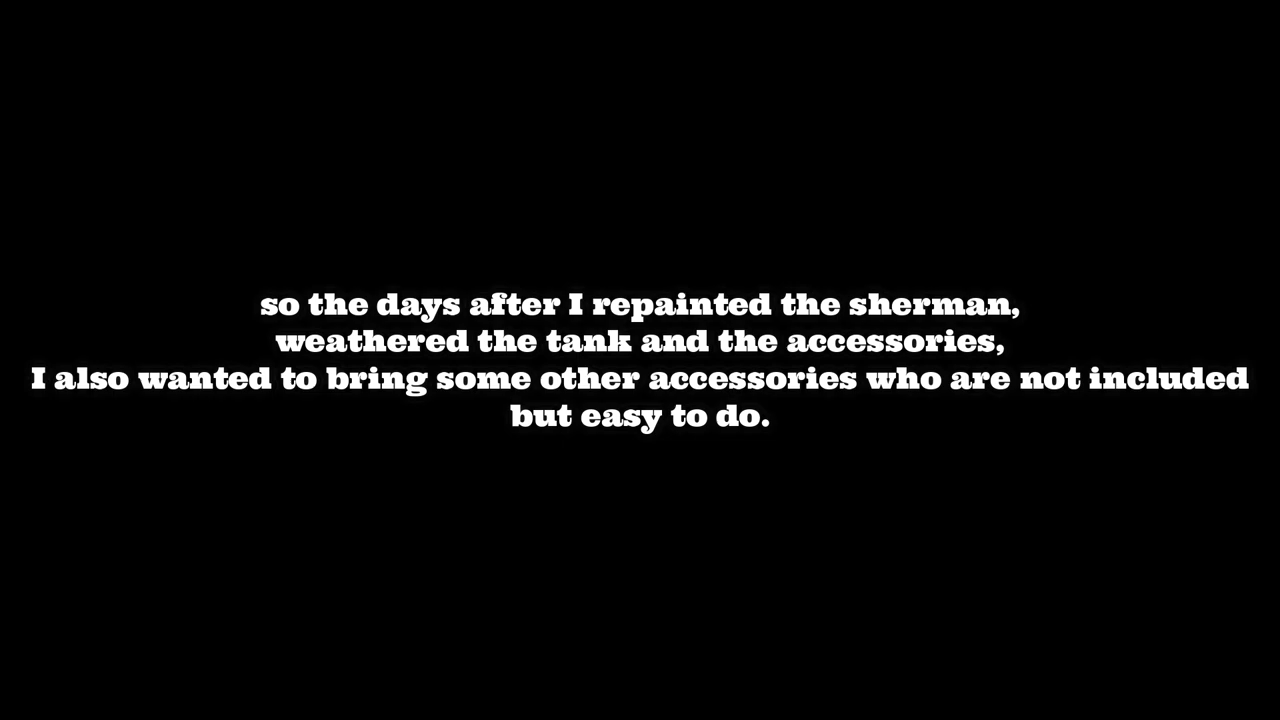 so the days after I repainted the sherman,
weathered the tank and the accessories,
I also wanted to bring some other accessories who are not included
but easy to do.